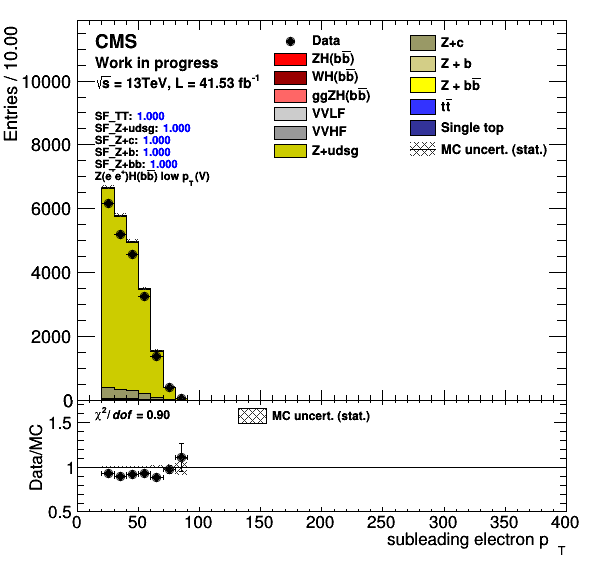 CMS
Work in progress
√s = 13TeV, L = 41.53 fb⁻¹
SF_TT: 1.000
SF_Z+udsg: 1.000
SF_Z+c: 1.000
SF_Z+b: 1.000
SF_Z+bb: 1.000
Z(e⁻e⁺)H(bb̅) low p_T(V)
Data
ZH(bb̅)
WH(bb̅)
ggZH(bb̅)
VVLF
VVHF
Z+udsg
Z+c
Z + b
Z + bb̅
tt̅
Single top
MC uncert. (stat.)
Entries / 10.00
10000
8000
6000
4000
2000
0
χ²/dof = 0.90
MC uncert. (stat.)
Data/MC
1.5
1
0.5
0 50 100 150 200 250 300 350 400
subleading electron p_T